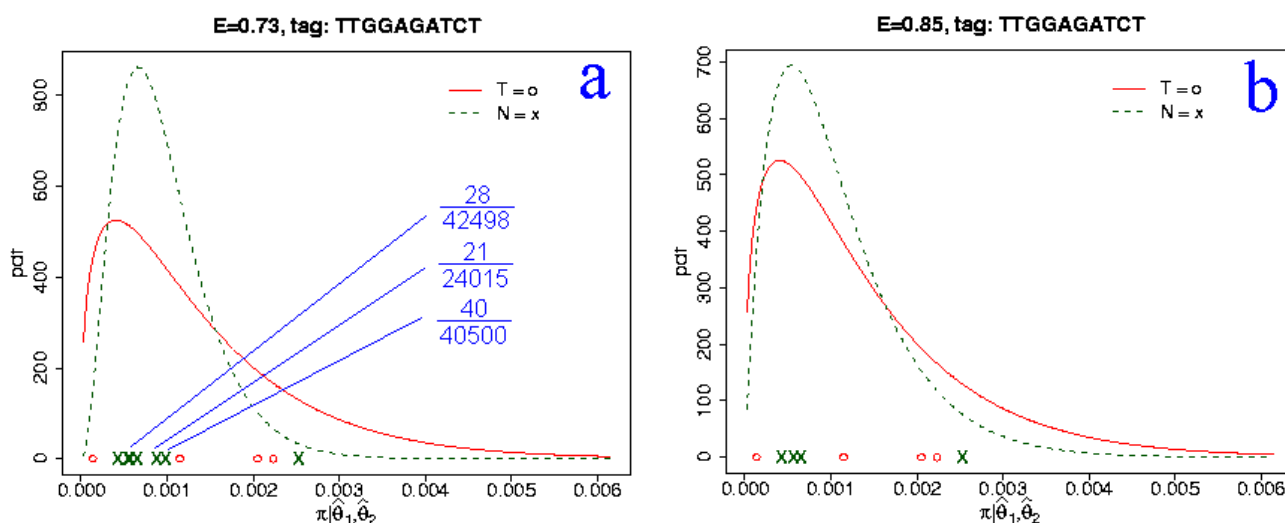 E=0.73, tag: TTGGAGATCT
a
T = o
N = x
pdf
800
600
400
200
0
28
42498
21
24015
40
40500
0.000 0.001 0.002 0.003 0.004 0.005 0.006
π|θ̂₁,θ̂₂
E=0.85, tag: TTGGAGATCT
b
T = o
N = x
pdf
700
600
500
400
300
200
100
0
0.000 0.001 0.002 0.003 0.004 0.005 0.006
π|θ̂₁,θ̂₂